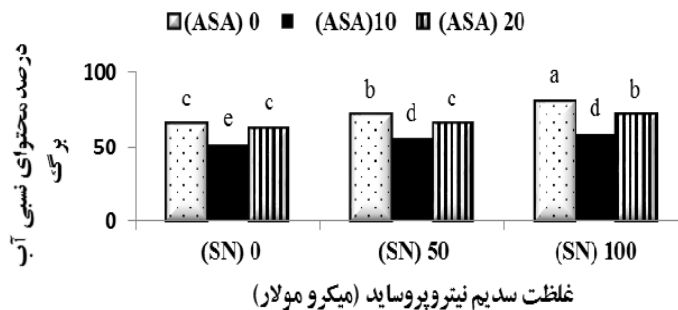 (ASA) 0 (ASA)10 (ASA) 20
درصد محتوای نسبی آب
برگ
100
50
0
c e c b d c a d b
(SN) 0 (SN) 50 (SN) 100
غلظت سدیم نیتروپروساید (میکرو مولار)